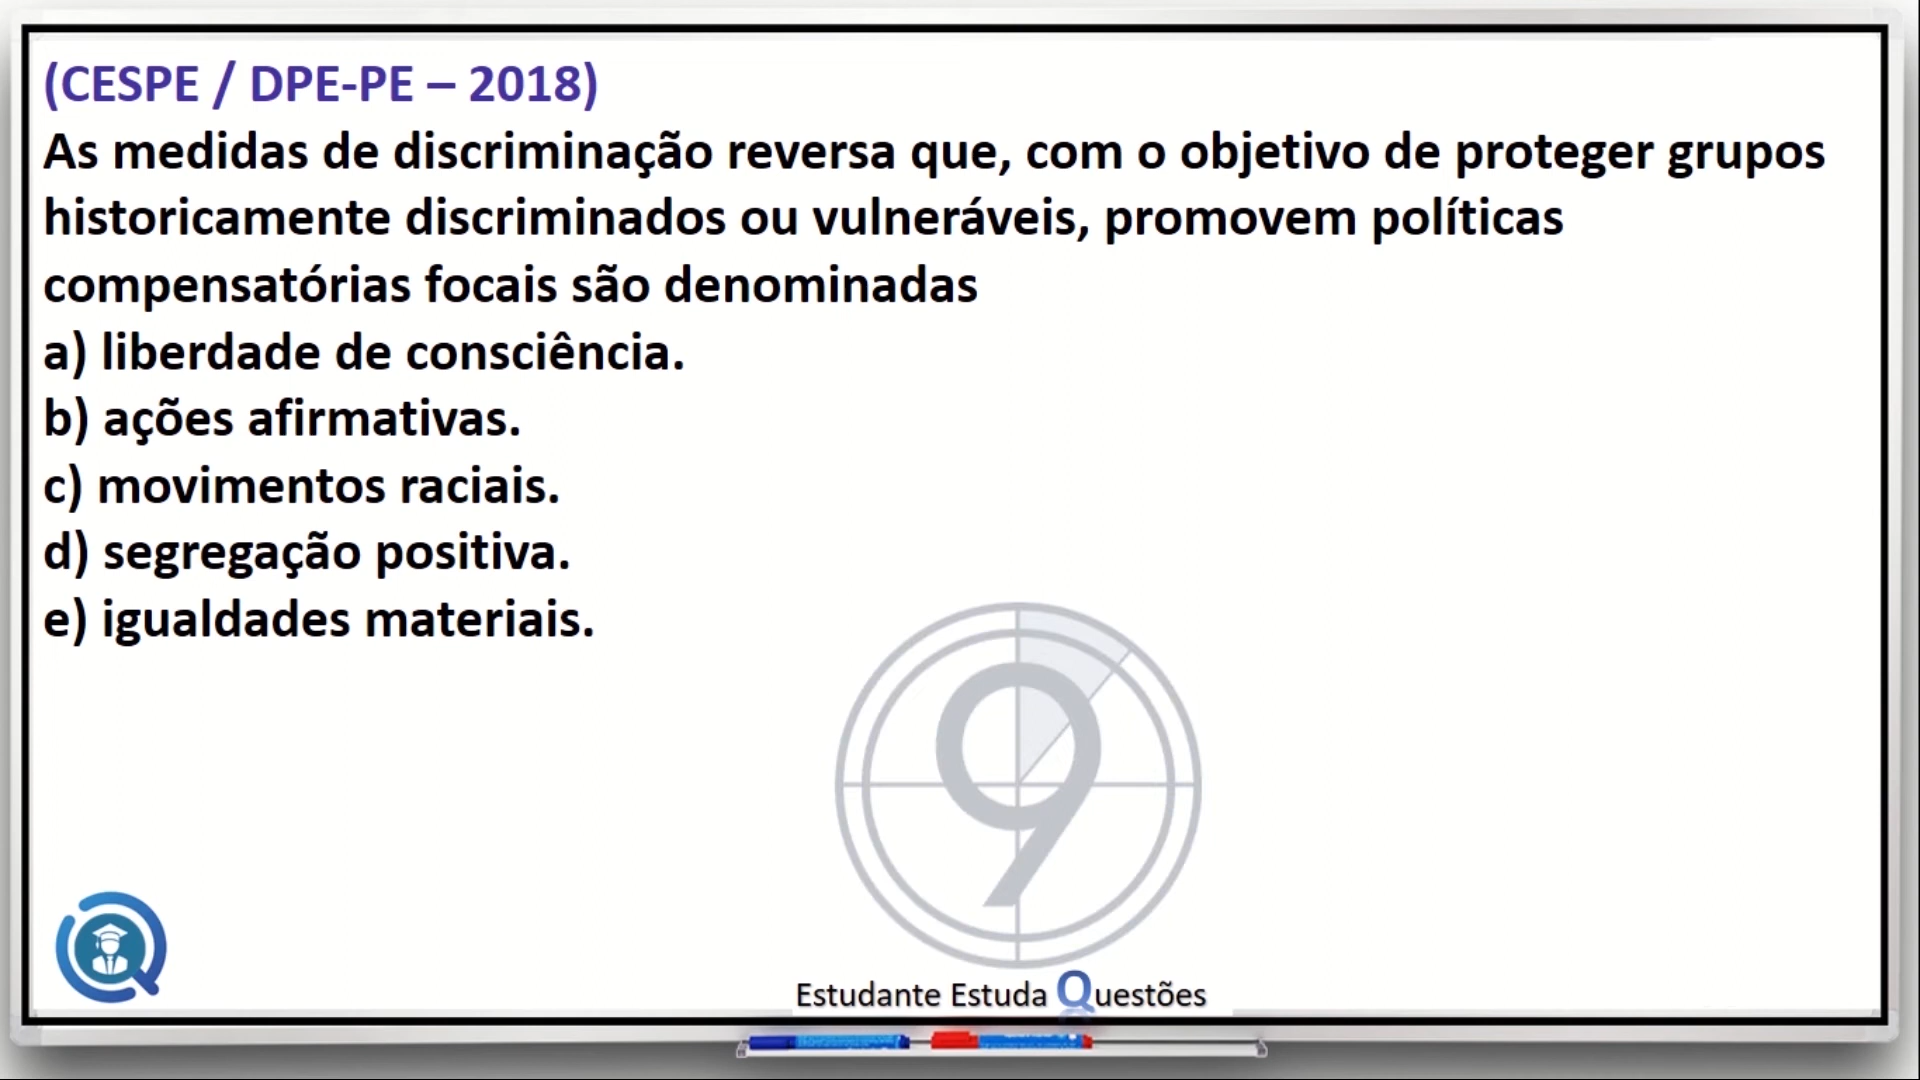 (CESPE / DPE-PE – 2018)
As medidas de discriminação reversa que, com o objetivo de proteger grupos
historicamente discriminados ou vulneráveis, promovem políticas
compensatórias focais são denominadas
a) liberdade de consciência.
b) ações afirmativas.
c) movimentos raciais.
d) segregação positiva.
e) igualdades materiais.
9
Estudante Estuda Questões